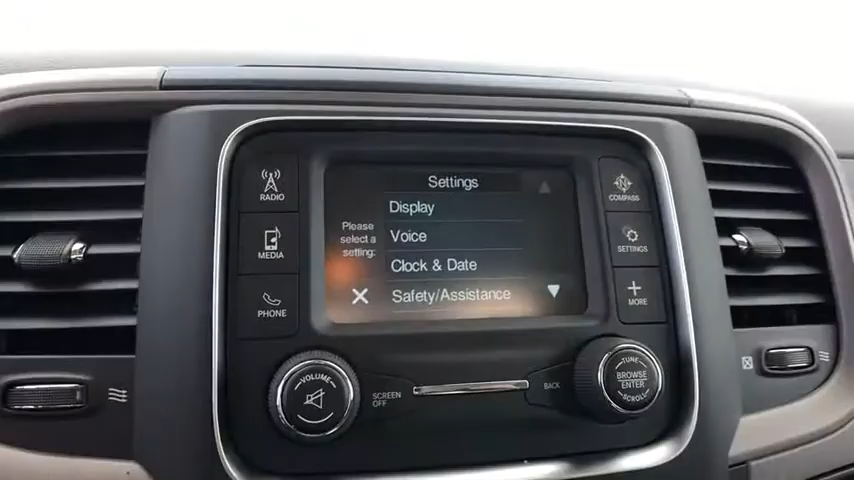 Settings
Display
Voice
Clock & Date
Safety/Assistance
Please
select a
setting:
RADIO
MEDIA
PHONE
COMPASS
SETTINGS
MORE
VOLUME
SCREEN
OFF
BACK
TUNE
BROWSE
ENTER
SCROLL